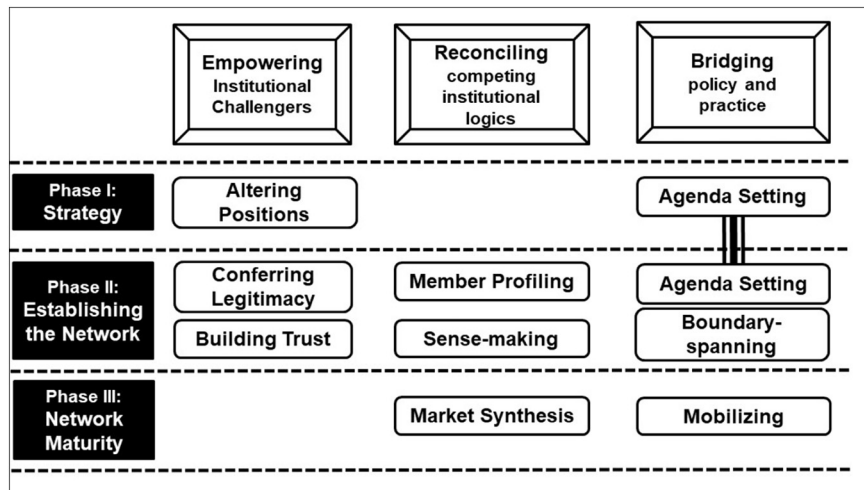 Empowering
Institutional
Challengers
Reconciling
competing
institutional
logics
Bridging
policy and
practice
Phase I:
Strategy
Altering
Positions
Agenda Setting
Phase II:
Establishing
the Network
Conferring
Legitimacy
Member Profiling
Agenda Setting
Building Trust
Sense-making
Boundary-
spanning
Phase III:
Network
Maturity
Market Synthesis
Mobilizing